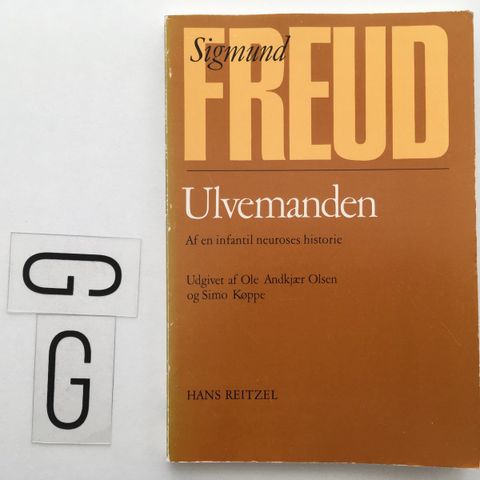 Sigmund
FREUD
Ulvemanden
Af en infantil neuroses historie
Udgivet af Ole Andkjær Olsen
og Simo Køppe
HANS REITZEL
G
G